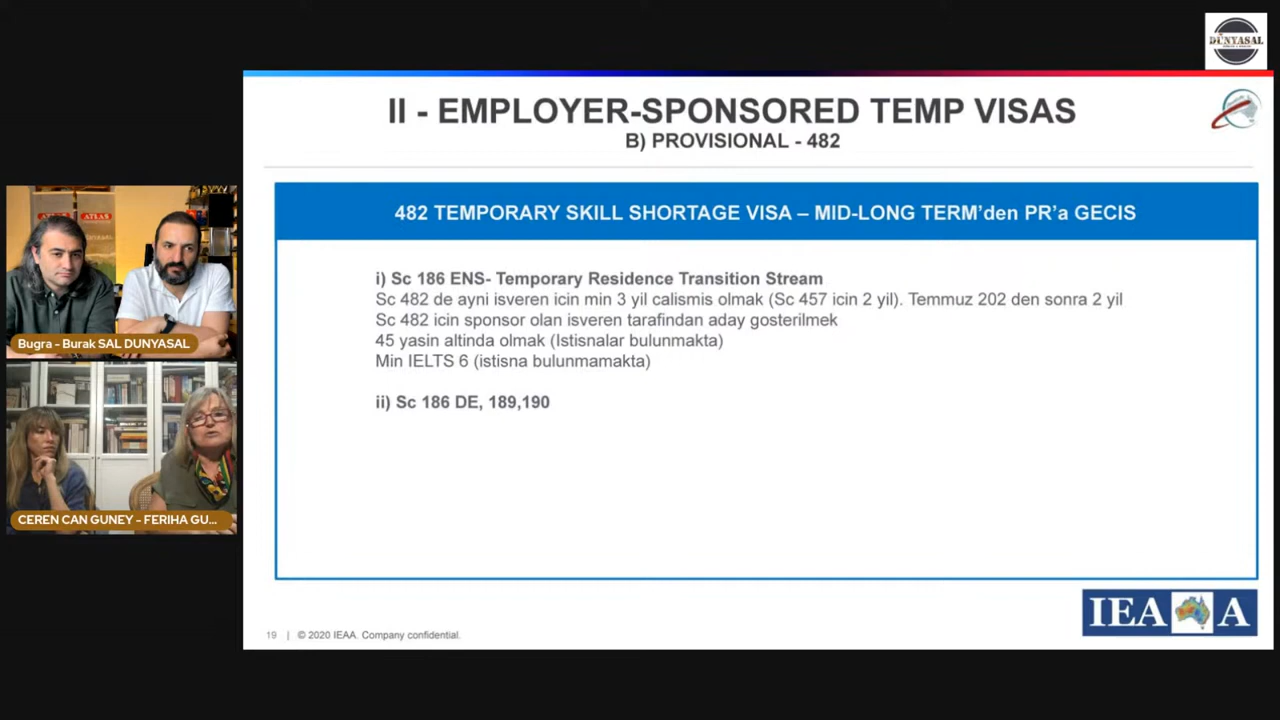 DÜNYASAL
II - EMPLOYER-SPONSORED TEMP VISAS
B) PROVISIONAL - 482
482 TEMPORARY SKILL SHORTAGE VISA – MID-LONG TERM’den PR’a GECIS
i) Sc 186 ENS- Temporary Residence Transition Stream
Sc 482 de ayni isveren icin min 3 yil calismis olmak (Sc 457 icin 2 yil). Temmuz 202 den sonra 2 yil
Sc 482 icin sponsor olan isveren tarafindan aday gosterilmek
45 yasin altinda olmak (Istisnalar bulunmakta)
Min IELTS 6 (istisna bulunmamakta)
ii) Sc 186 DE, 189,190
ATLAS
ATLAS
Bugra - Burak SAL DUNYASAL
CEREN CAN GUNEY - FERIHA GU...
19 | © 2020 IEAA. Company confidential.
IEAA A